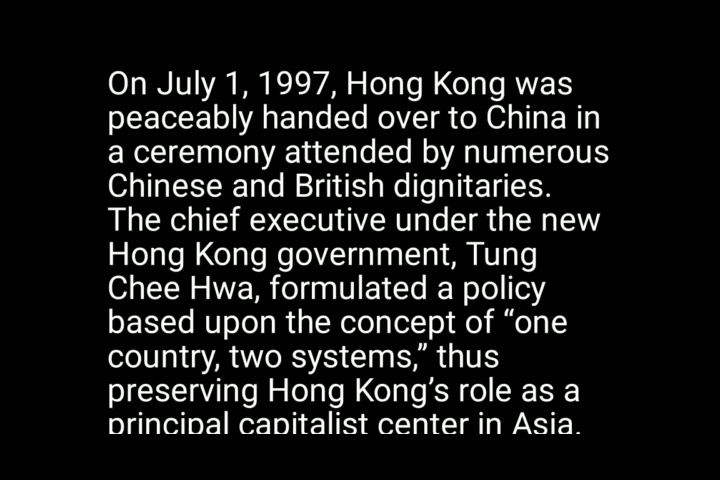 On July 1, 1997, Hong Kong was
peaceably handed over to China in
a ceremony attended by numerous
Chinese and British dignitaries.
The chief executive under the new
Hong Kong government, Tung
Chee Hwa, formulated a policy
based upon the concept of “one
country, two systems,” thus
preserving Hong Kong’s role as a
principal capitalist center in Asia.